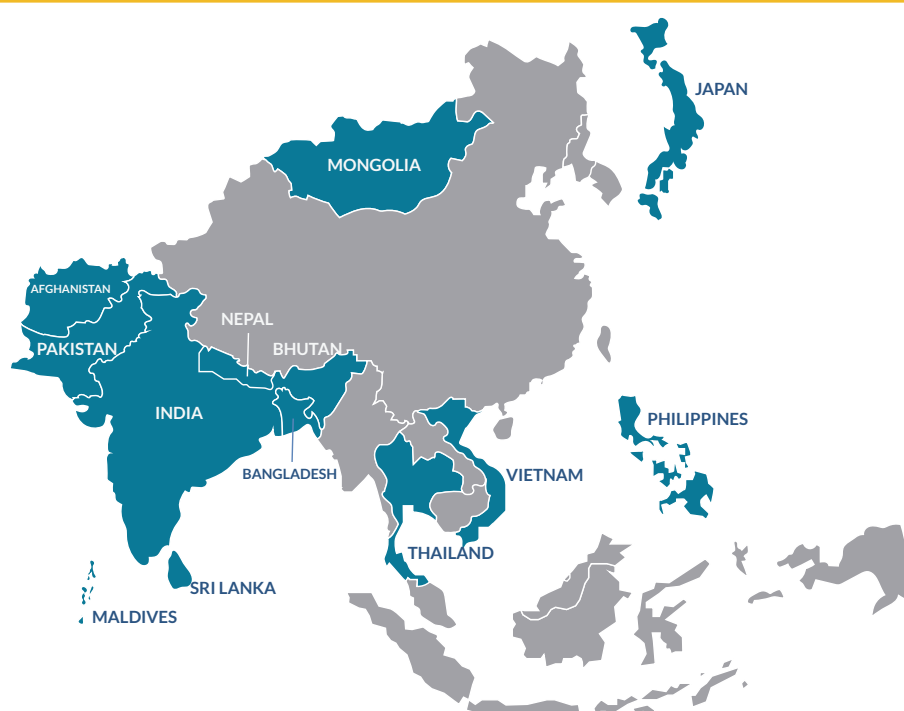 JAPAN
MONGOLIA
AFGHANISTAN
NEPAL
PAKISTAN
BHUTAN
INDIA
PHILIPPINES
BANGLADESH
VIETNAM
THAILAND
SRI LANKA
MALDIVES